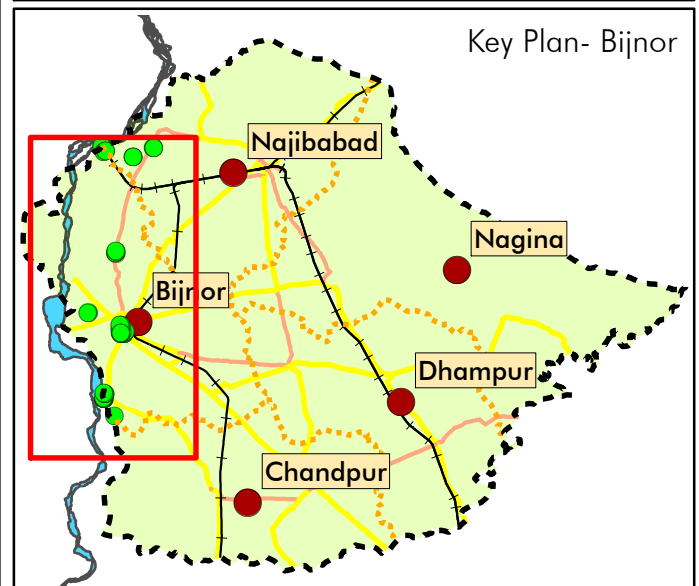 Key Plan- Bijnor
Najibabad
Nagina
Bijnor
Dhampur
Chandpur